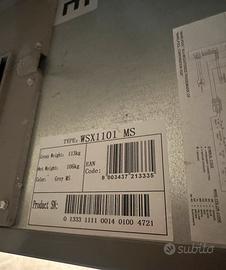 TYPE: WSX1101 MS
Gross Weight: 113kg
Net Weight: 106kg
Color: Grey MS
EAN
Code:
8 003437 213335
Product SN:
0 1333 1111 0014 0100 4721
subito